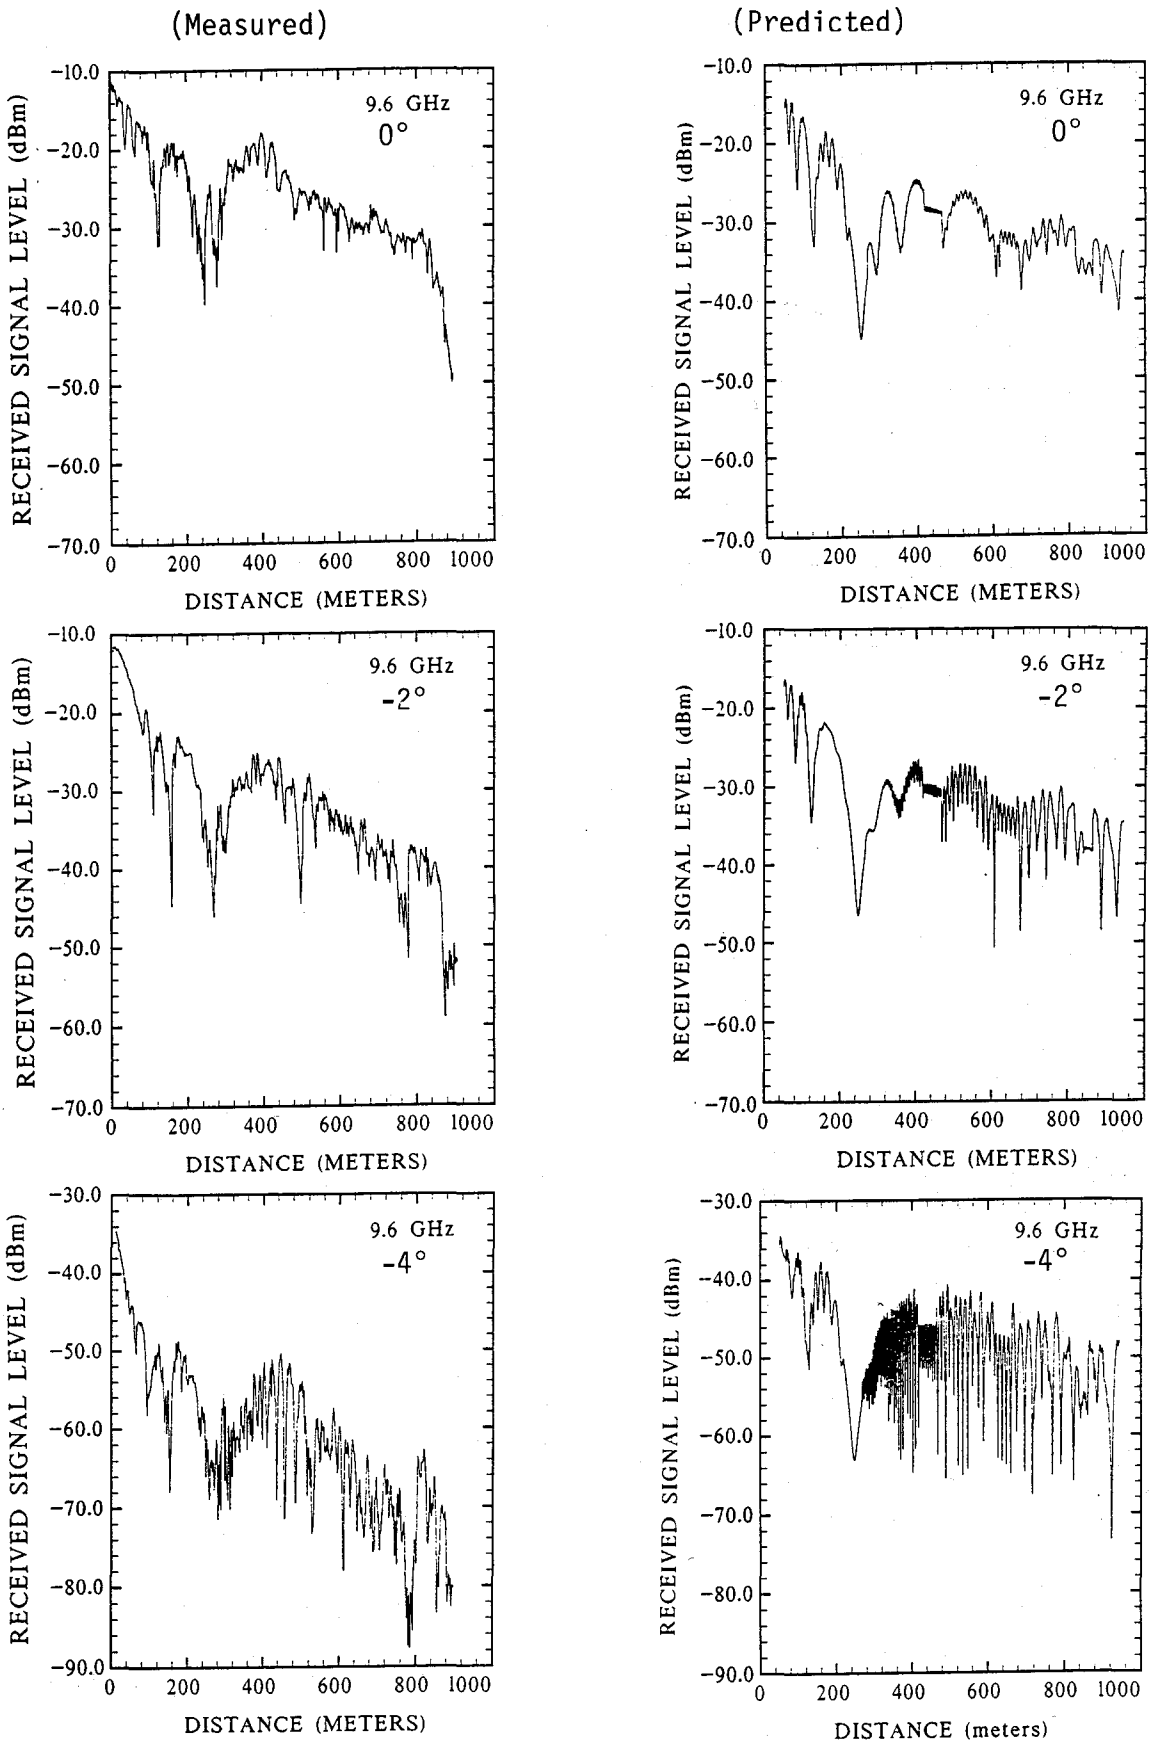 (Measured)
(Predicted)
RECEIVED SIGNAL LEVEL (dBm)
−10.0
−20.0
−30.0
−40.0
−50.0
−60.0
−70.0
9.6 GHz
0°
0 200 400 600 800 1000
DISTANCE (METERS)
RECEIVED SIGNAL LEVEL (dBm)
−10.0
−20.0
−30.0
−40.0
−50.0
−60.0
−70.0
9.6 GHz
0°
0 200 400 600 800 1000
DISTANCE (METERS)
RECEIVED SIGNAL LEVEL (dBm)
−10.0
−20.0
−30.0
−40.0
−50.0
−60.0
−70.0
9.6 GHz
-2°
0 200 400 600 800 1000
DISTANCE (METERS)
RECEIVED SIGNAL LEVEL (dBm)
−10.0
−20.0
−30.0
−40.0
−50.0
−60.0
−70.0
9.6 GHz
-2°
0 200 400 600 800 1000
DISTANCE (METERS)
RECEIVED SIGNAL LEVEL (dBm)
−30.0
−40.0
−50.0
−60.0
−70.0
−80.0
−90.0
9.6 GHz
-4°
0 200 400 600 800 1000
DISTANCE (METERS)
RECEIVED SIGNAL LEVEL (dBm)
−30.0
−40.0
−50.0
−60.0
−70.0
−80.0
−90.0
9.6 GHz
-4°
0 200 400 600 800 1000
DISTANCE (meters)